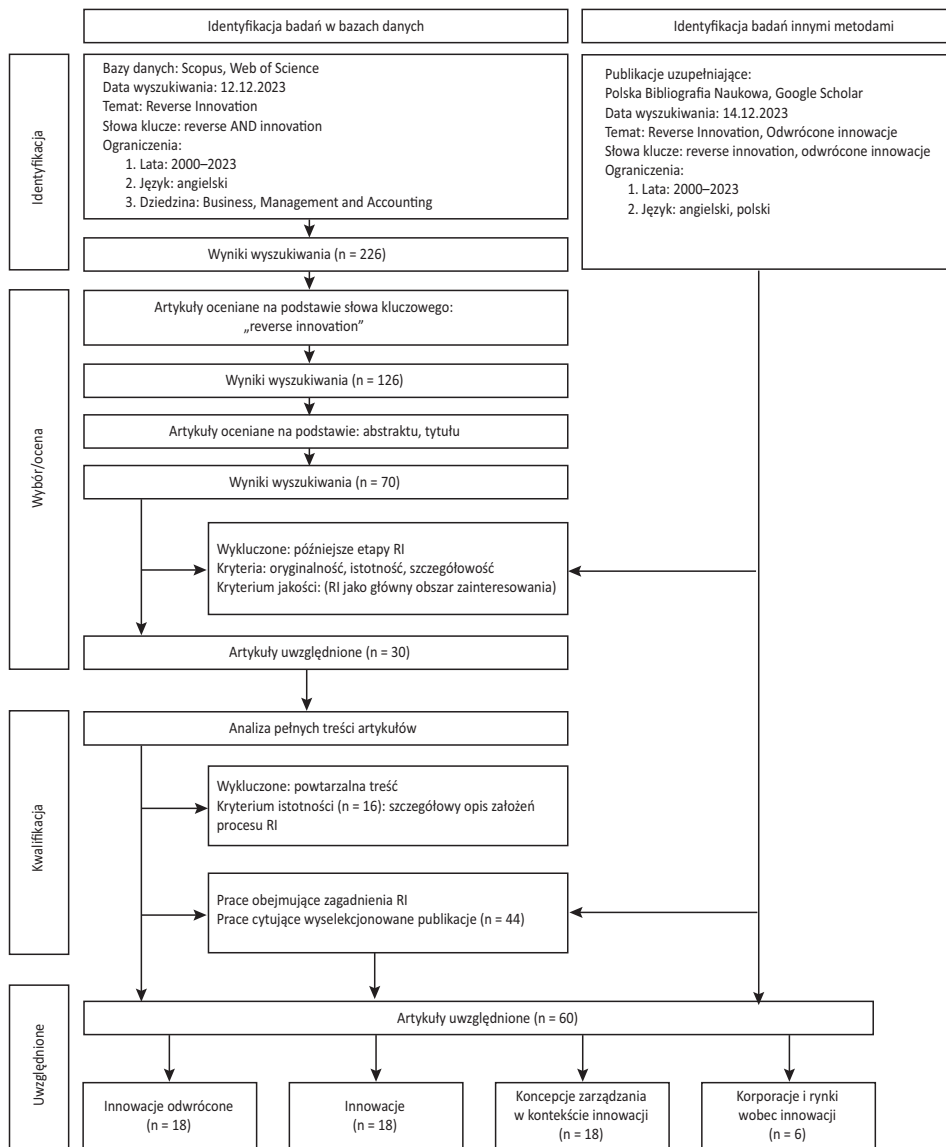 Identyfikacja badań w bazach danych
Identyfikacja badań innymi metodami
Identyfikacja
Bazy danych: Scopus, Web of Science
Data wyszukiwania: 12.12.2023
Temat: Reverse Innovation
Słowa klucze: reverse AND innovation
Ograniczenia:
1. Lata: 2000–2023
2. Język: angielski
3. Dziedzina: Business, Management and Accounting
Publikacje uzupełniające:
Polska Bibliografia Naukowa, Google Scholar
Data wyszukiwania: 14.12.2023
Temat: Reverse Innovation, Odwrócone innowacje
Słowa klucze: reverse innovation, odwrócone innowacje
Ograniczenia:
1. Lata: 2000–2023
2. Język: angielski, polski
Wyniki wyszukiwania (n = 226)
Wybór/ocena
Artykuły oceniane na podstawie słowa kluczowego:
„reverse innovation”
Wyniki wyszukiwania (n = 126)
Artykuły oceniane na podstawie: abstraktu, tytułu
Wyniki wyszukiwania (n = 70)
Wykluczone: późniejsze etapy RI
Kryteria: oryginalność, istotność, szczegółowość
Kryterium jakości: (RI jako główny obszar zainteresowania)
Artykuły uwzględnione (n = 30)
Kwalifikacja
Analiza pełnych treści artykułów
Wykluczone: powtarzalna treść
Kryterium istotności (n = 16): szczegółowy opis założeń
procesu RI
Prace obejmujące zagadnienia RI
Prace cytujące wyselekcjonowane publikacje (n = 44)
Uwzględnione
Artykuły uwzględnione (n = 60)
Innowacje odwrócone
(n = 18)
Innowacje
(n = 18)
Koncepcje zarządzania
w kontekście innowacji
(n = 18)
Korporacje i rynki
wobec innowacji
(n = 6)